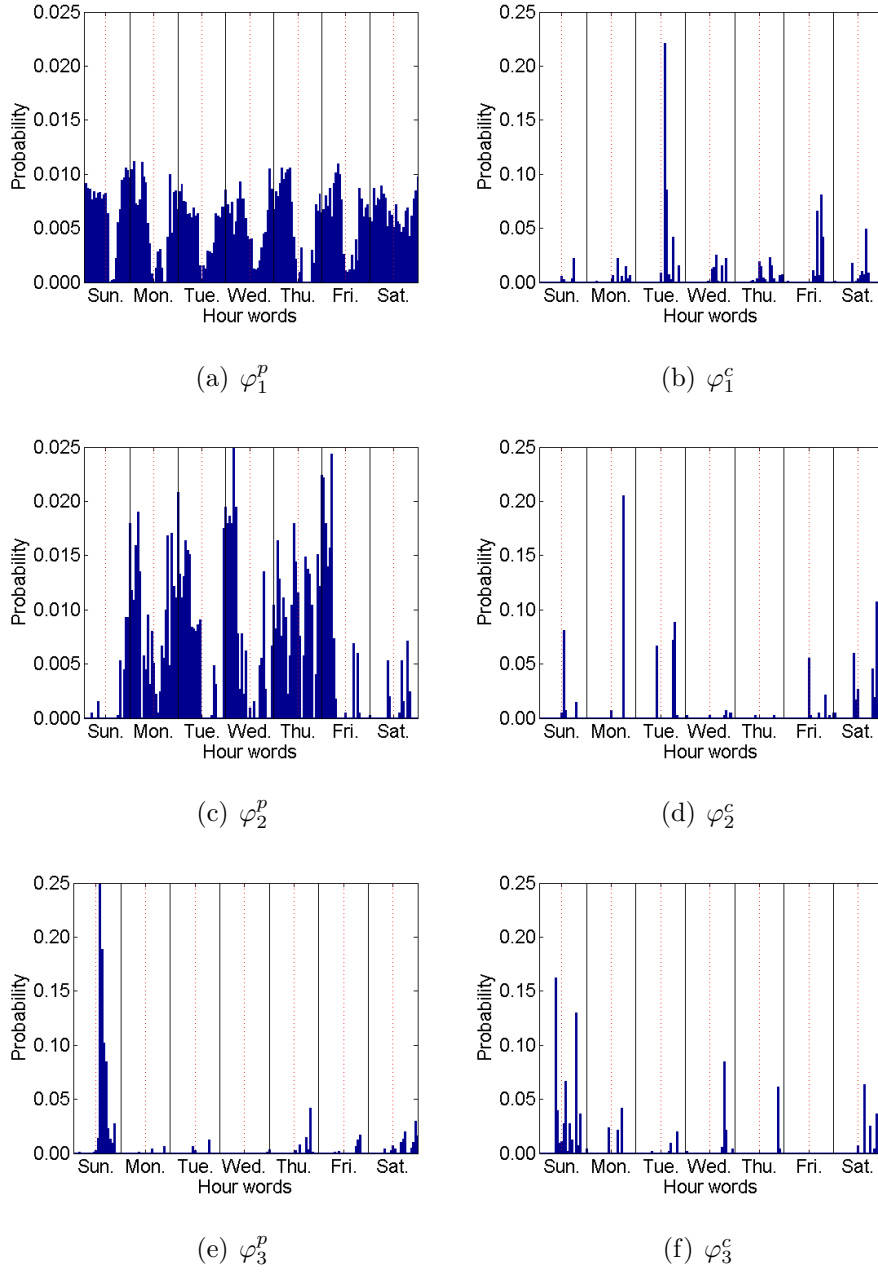 0.025
0.020
0.015
0.010
0.005
0.000
Probability
Sun. Mon. Tue. Wed. Thu. Fri. Sat.
Hour words
(a) φ₁ᵖ
0.25
0.20
0.15
0.10
0.05
0.00
Probability
Sun. Mon. Tue. Wed. Thu. Fri. Sat.
Hour words
(b) φ₁ᶜ
0.025
0.020
0.015
0.010
0.005
0.000
Probability
Sun. Mon. Tue. Wed. Thu. Fri. Sat.
Hour words
(c) φ₂ᵖ
0.25
0.20
0.15
0.10
0.05
0.00
Probability
Sun. Mon. Tue. Wed. Thu. Fri. Sat.
Hour words
(d) φ₂ᶜ
0.25
0.20
0.15
0.10
0.05
0.00
Probability
Sun. Mon. Tue. Wed. Thu. Fri. Sat.
Hour words
(e) φ₃ᵖ
0.25
0.20
0.15
0.10
0.05
0.00
Probability
Sun. Mon. Tue. Wed. Thu. Fri. Sat.
Hour words
(f) φ₃ᶜ